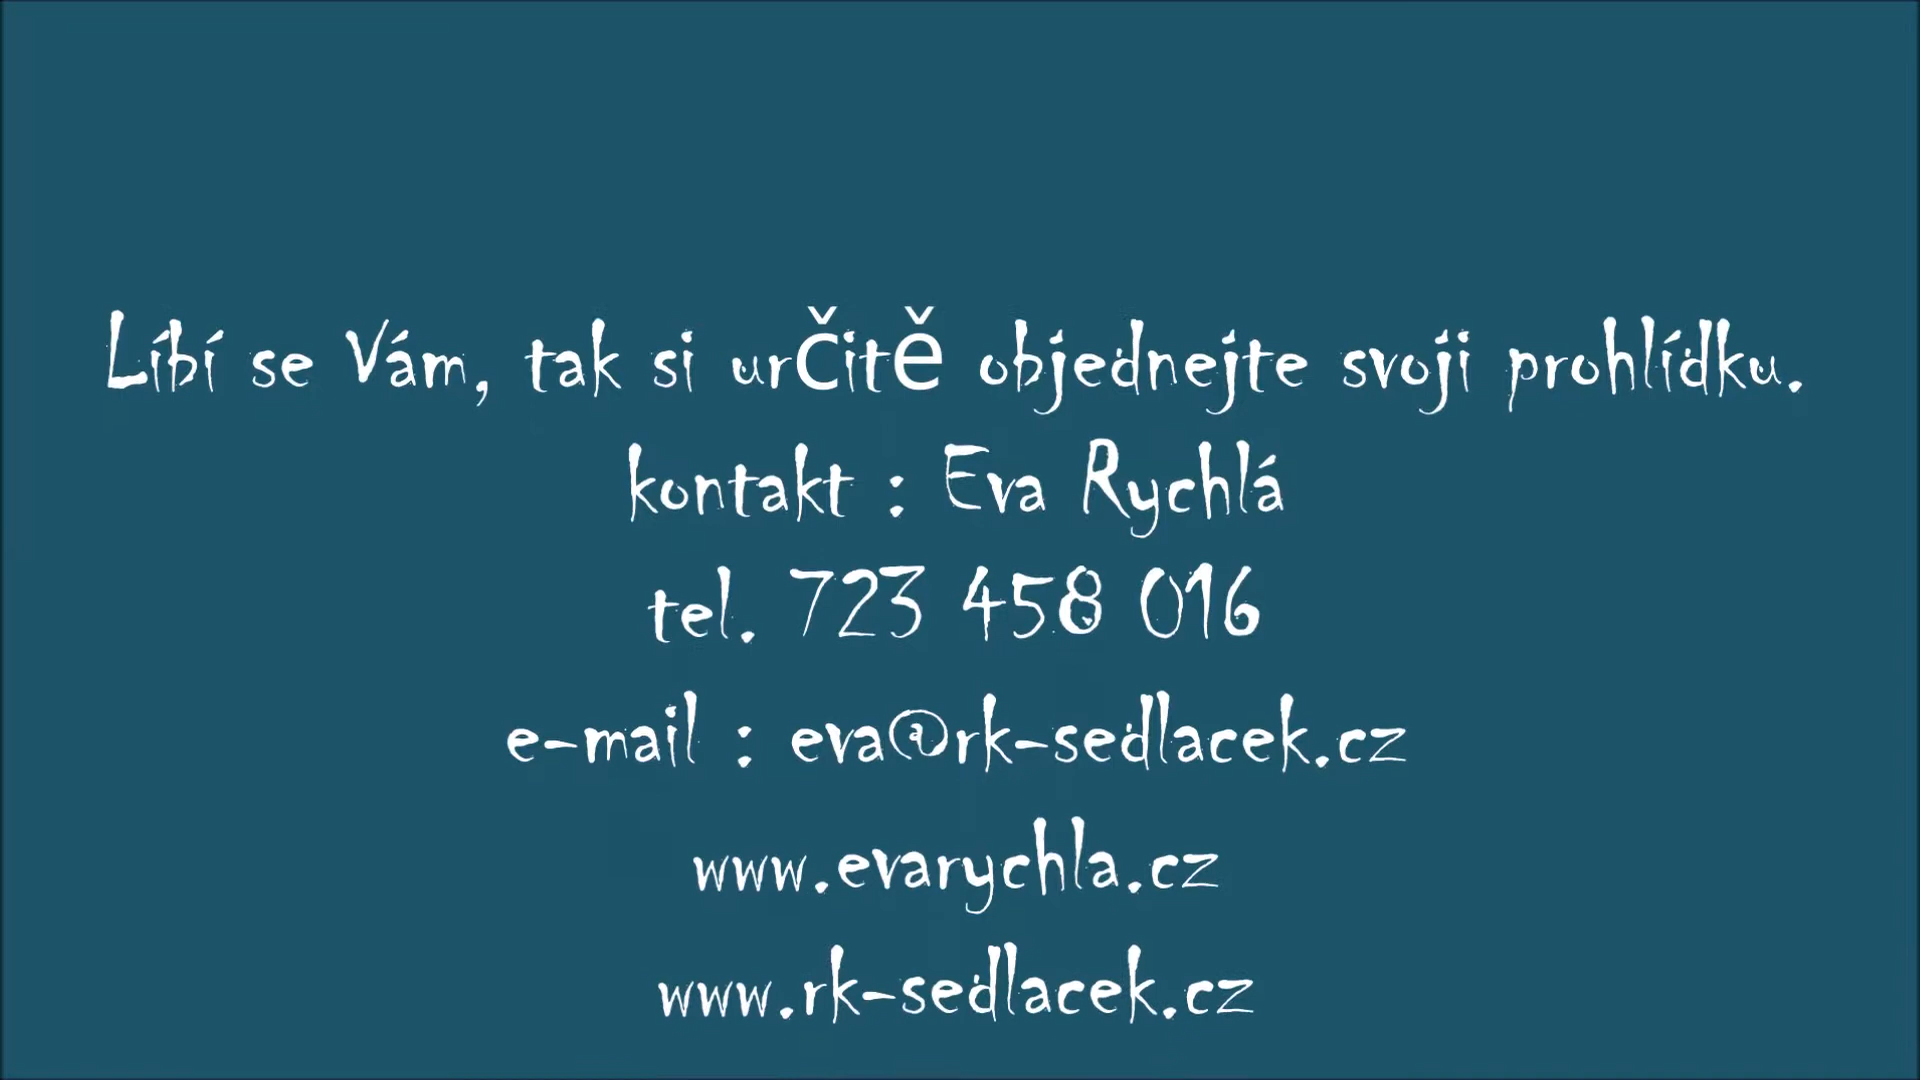 Líbí se Vám, tak si určitě objednejte svoji prohlídku.
kontakt : Eva Rychlá
tel. 723 458 016
e-mail : eva@rk-sedlacek.cz
www.evarychla.cz
www.rk-sedlacek.cz